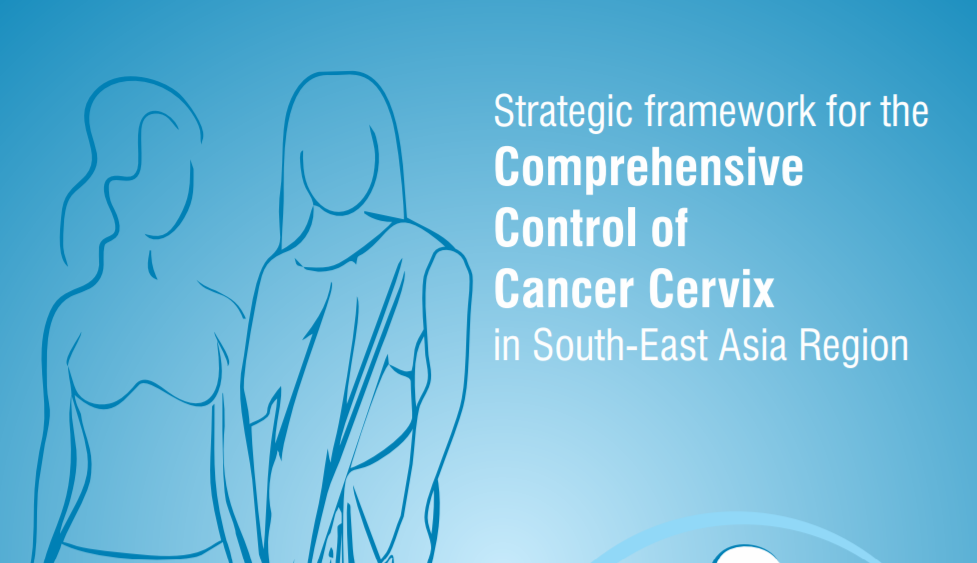 Strategic framework for the
Comprehensive
Control of
Cancer Cervix
in South-East Asia Region